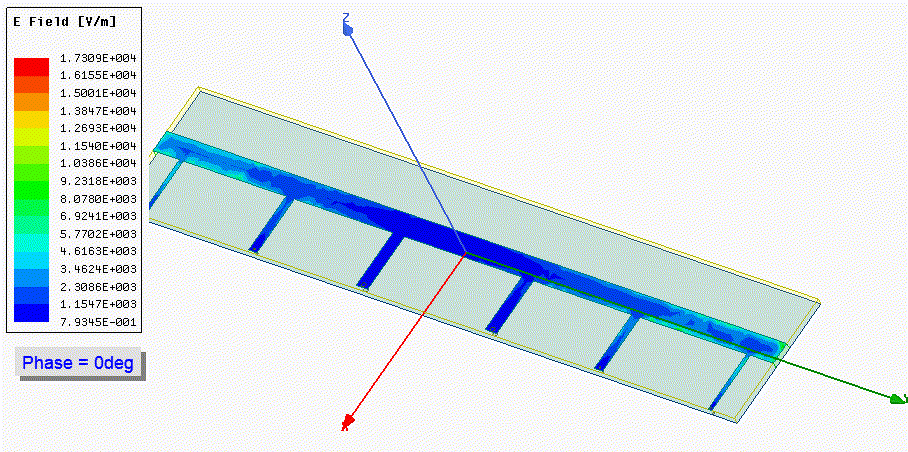 E Field [V/m]
1.7309E+004
1.6155E+004
1.5001E+004
1.3847E+004
1.2693E+004
1.1540E+004
1.0386E+004
9.2318E+003
8.0780E+003
6.9241E+003
5.7702E+003
4.6163E+003
3.4624E+003
2.3086E+003
1.1547E+003
7.9345E-001
Phase = 0deg
Z
X